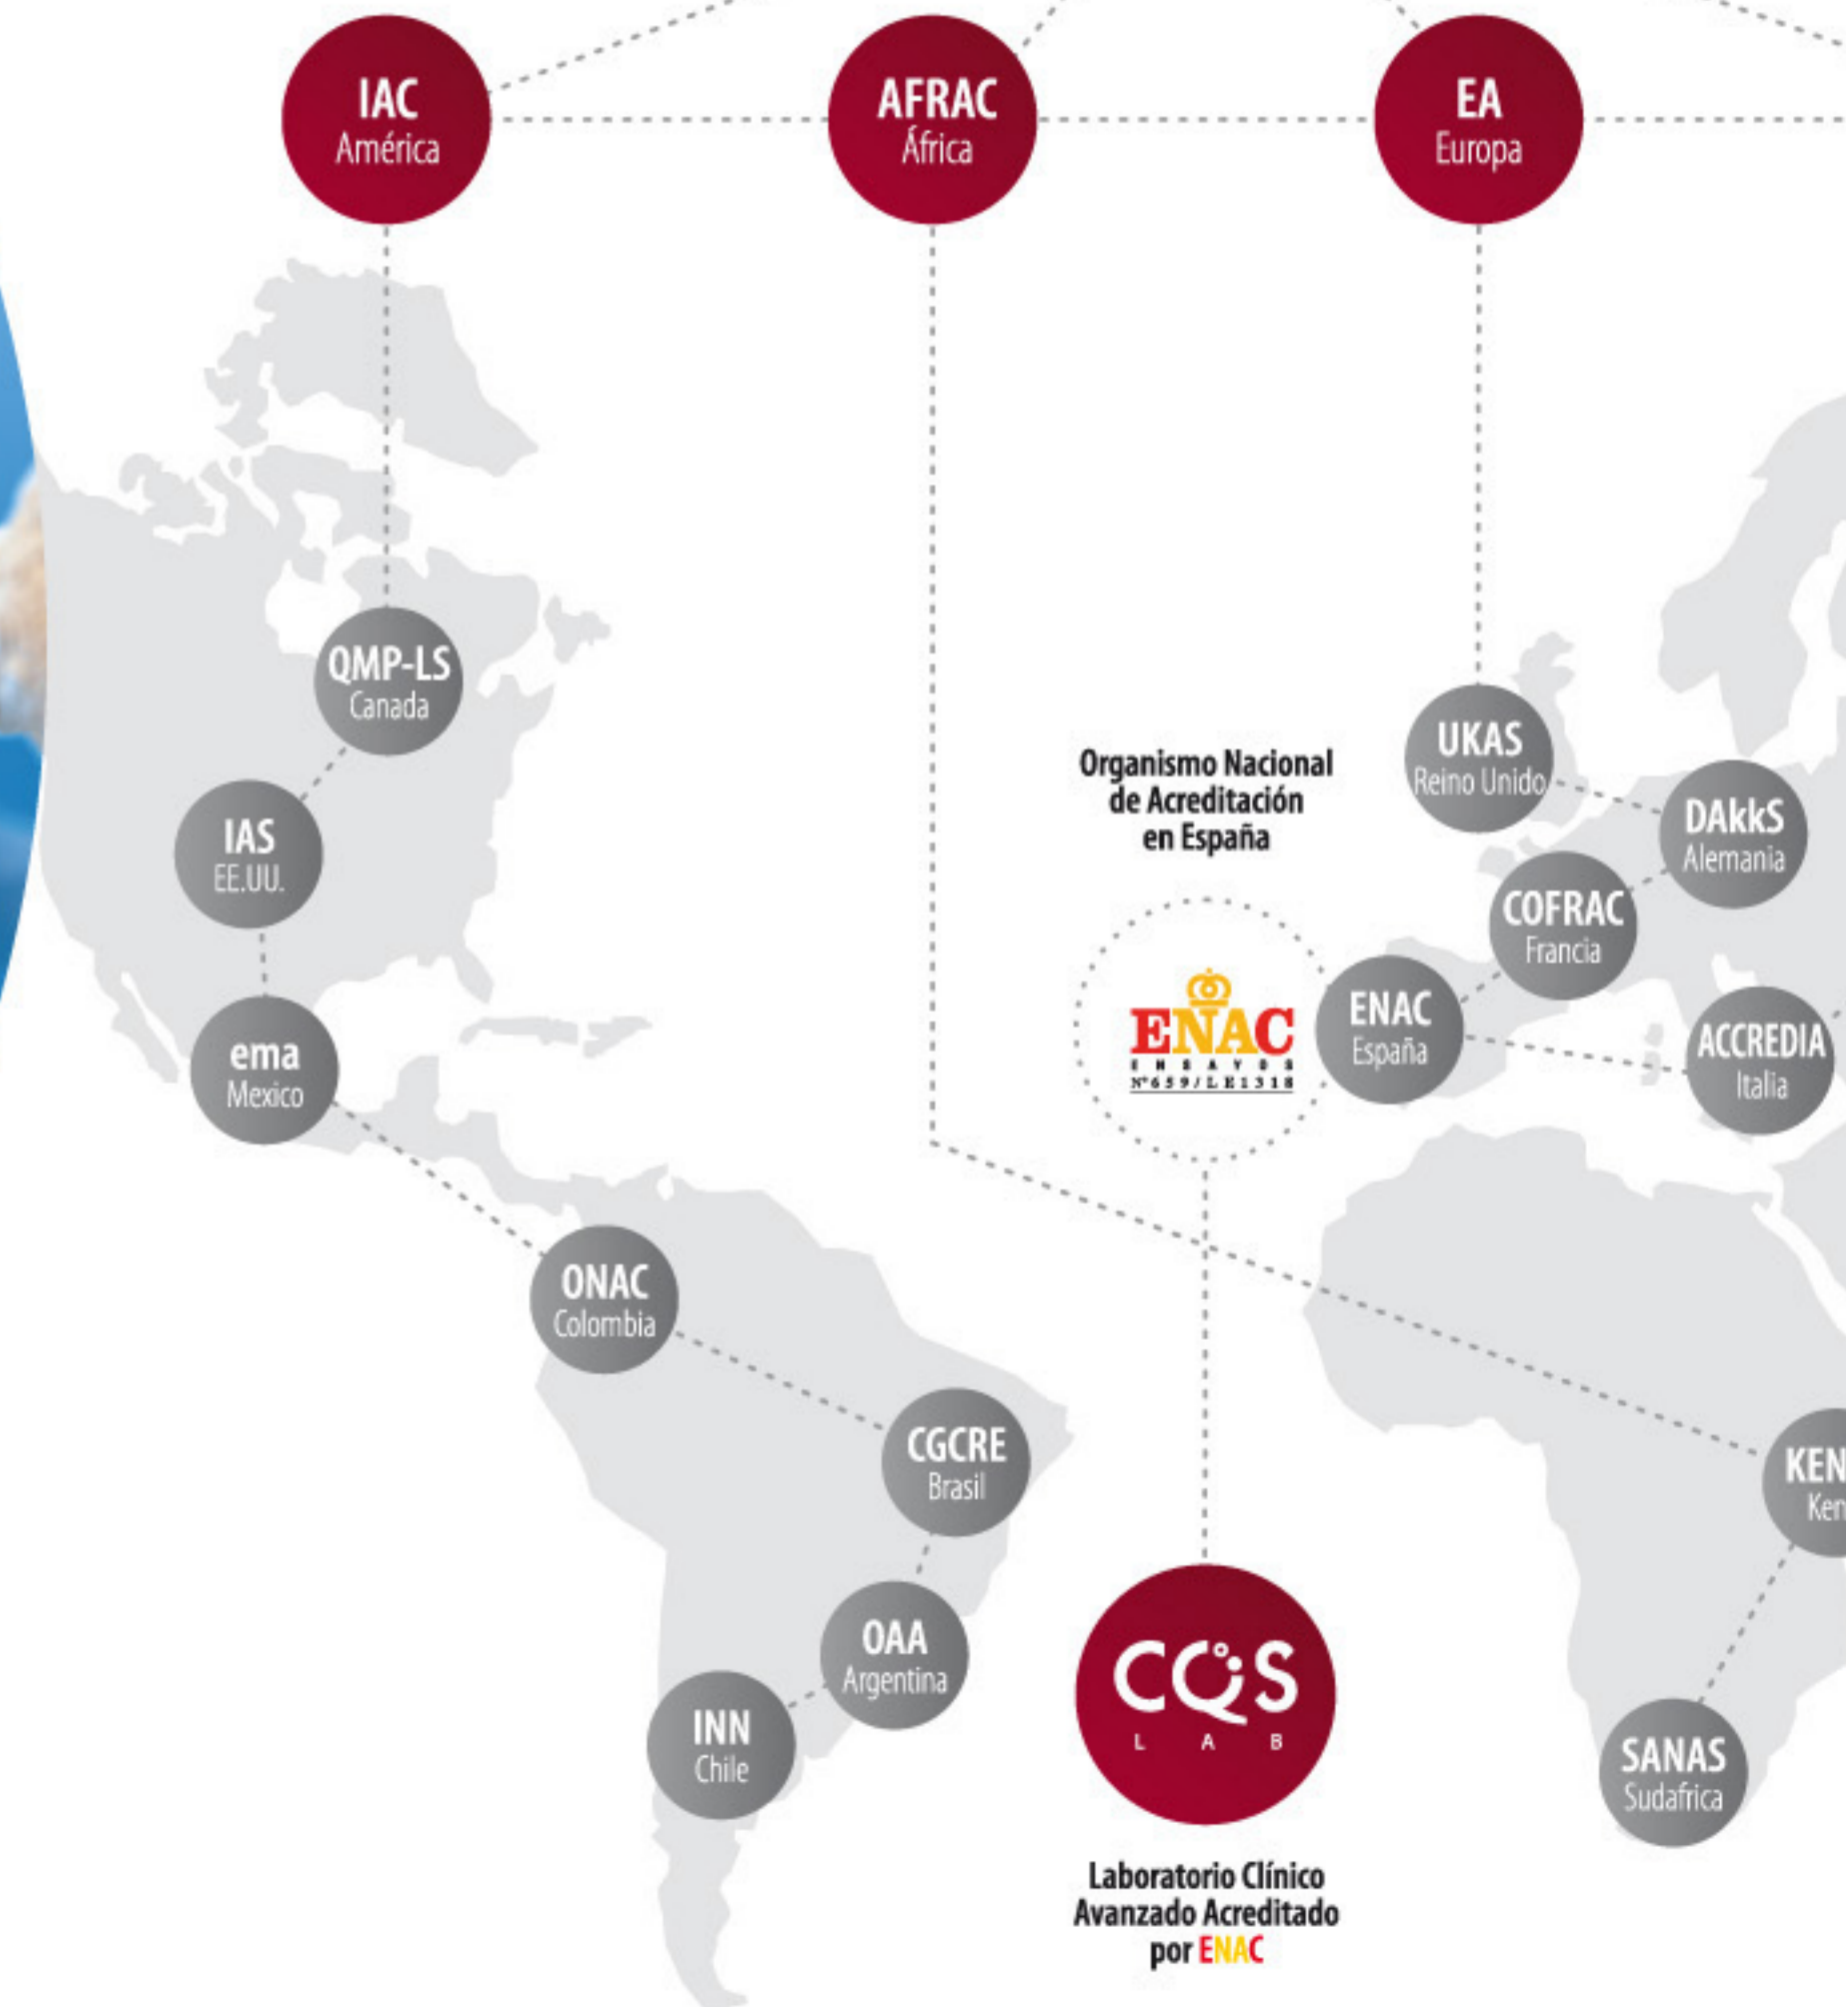 IAC
América
AFRAC
África
EA
Europa
QMP-LS
Canada
IAS
EE.UU.
ema
Mexico
ONAC
Colombia
CGCRE
Brasil
OAA
Argentina
INN
Chile
Organismo Nacional
de Acreditación
en España
ENAC
ENSAYOS
Nº659/LE1318
UKAS
Reino Unido
DAkkS
Alemania
COFRAC
Francia
ENAC
España
ACCREDIA
Italia
KEN
Ken
SANAS
Sudafrica
CQS
LAB
Laboratorio Clínico
Avanzado Acreditado
por ENAC